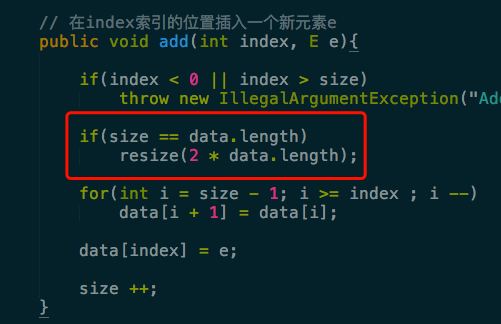 // 在index索引的位置插入一个新元素e
public void add(int index, E e){
if(index < 0 || index > size)
throw new IllegalArgumentException("Ad
if(size == data.length)
resize(2 * data.length);
for(int i = size - 1; i >= index ; i --)
data[i + 1] = data[i];
data[index] = e;
size ++;
}